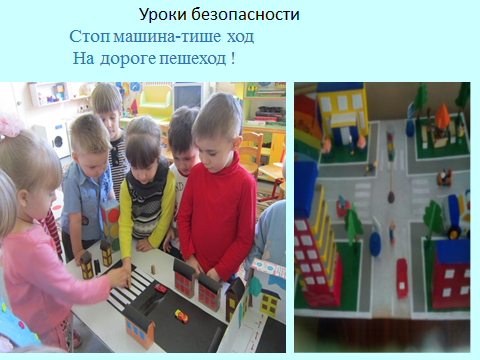 Уроки безопасности
Стоп машина-тише ход
На дороге пешеход !